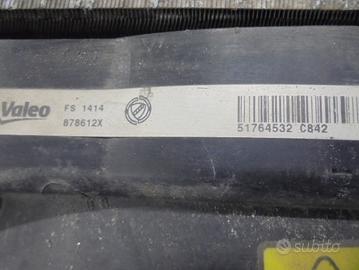 Valeo
FS 1414
878612X
51764532 C842
subito